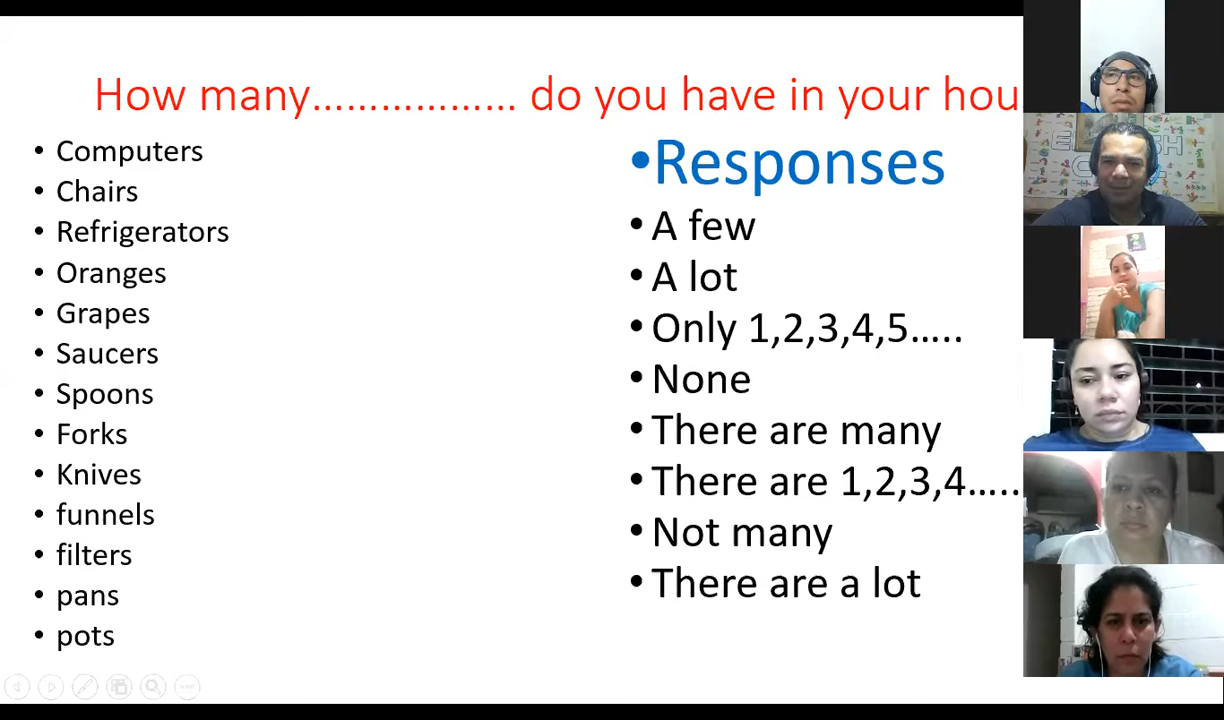 How many……………… do you have in your hou
• Computers
• Chairs
• Refrigerators
• Oranges
• Grapes
• Saucers
• Spoons
• Forks
• Knives
• funnels
• filters
• pans
• pots
•Responses
• A few
• A lot
• Only 1,2,3,4,5…..
• None
• There are many
• There are 1,2,3,4…..
• Not many
• There are a lot